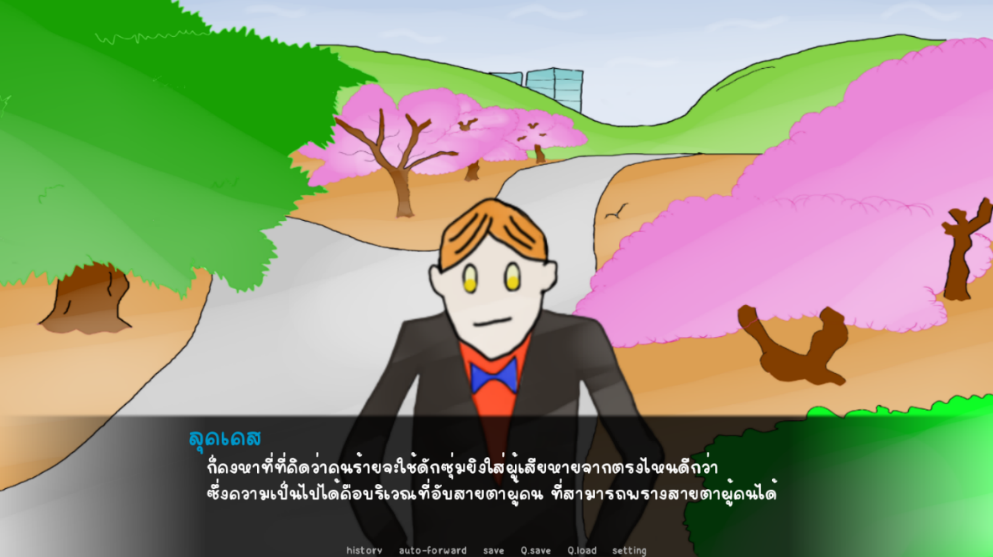 ลุคเดส
ก็คงหาที่ที่คิดว่าคนร้ายจะใช้ดักซุ่มยิงใส่ผู้เสียหายจากตรงไหนดีกว่า
ซึ่งความเป็นไปได้คือบริเวณที่อับสายตาผู้คน ที่สามารถพรางสายตาผู้คนได้
history auto-forward save Q.save Q.load setting